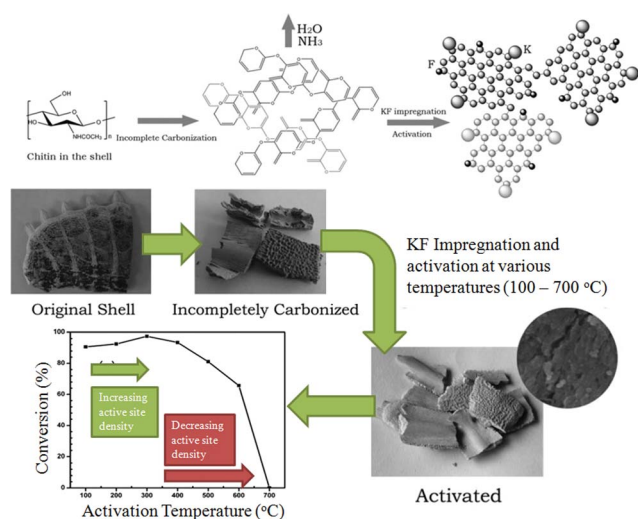 H2O
NH3
OH
O
HO
O
NHCOCH3
n
Chitin in the shell
Incomplete Carbonization
KF impregnation
Activation
F
K
Original Shell
Incompletely Carbonized
KF Impregnation and
activation at various
temperatures (100 – 700 °C)
Conversion (%)
100
80
60
40
20
0
Increasing
active site
density
Decreasing
active site
density
100 200 300 400 500 600 700
Activation Temperature (°C)
Activated